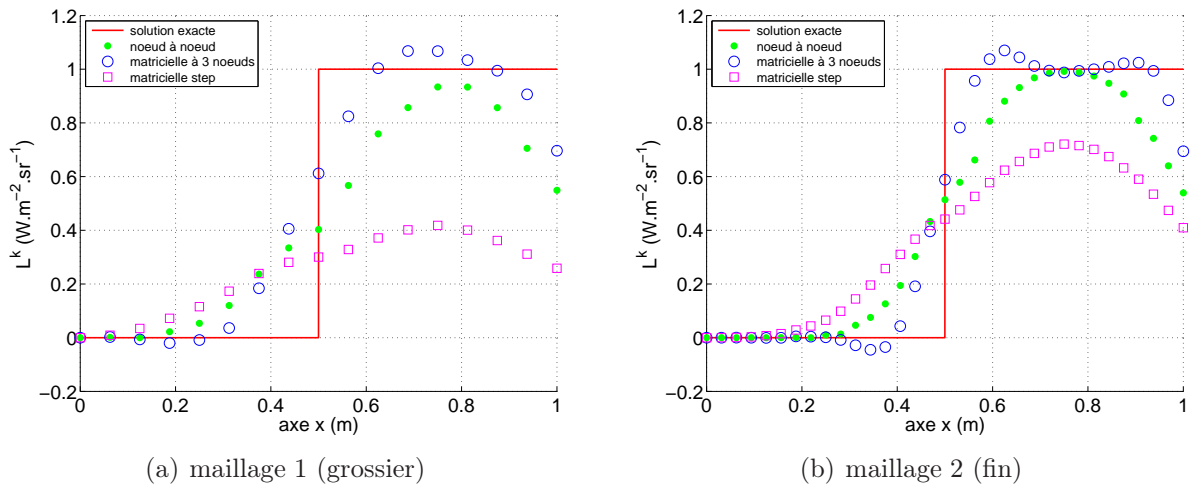 1.2
1
0.8
0.6
0.4
0.2
0
−0.2
0
0.2
0.4
0.6
0.8
1
axe x (m)
L^k (W.m^−2.sr^−1)
solution exacte
noeud à noeud
matricielle à 3 noeuds
matricielle step
(a) maillage 1 (grossier)
1.2
1
0.8
0.6
0.4
0.2
0
−0.2
0
0.2
0.4
0.6
0.8
1
axe x (m)
L^k (W.m^−2.sr^−1)
solution exacte
noeud à noeud
matricielle à 3 noeuds
matricielle step
(b) maillage 2 (fin)